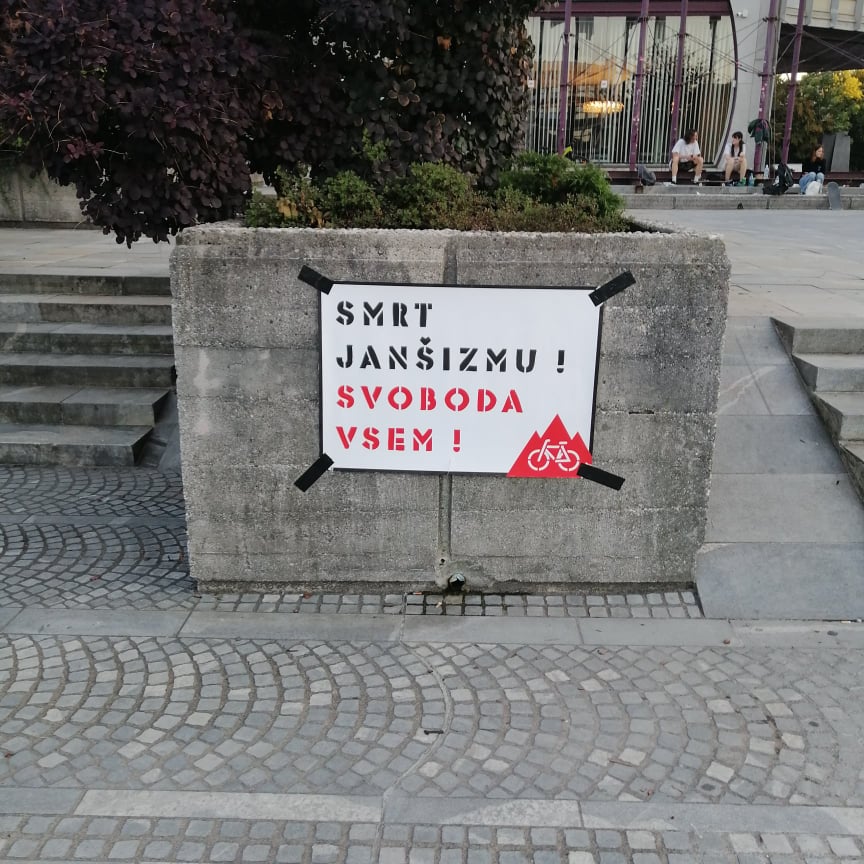 SMRT
JANŠIZMU !
SVOBODA
VSEM !